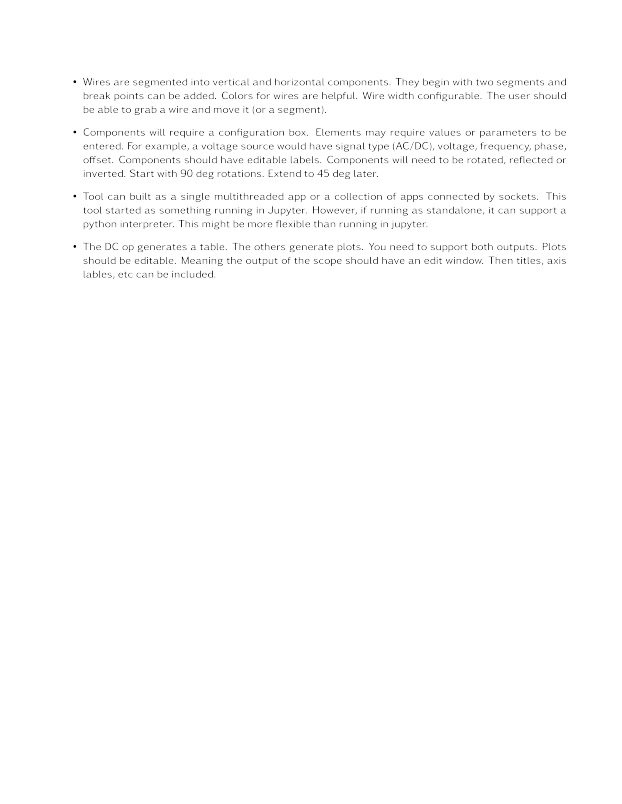 • Wires are segmented into vertical and horizontal components. They begin with two segments and
break points can be added. Colors for wires are helpful. Wire width configurable. The user should
be able to grab a wire and move it (or a segment).
• Components will require a configuration box. Elements may require values or parameters to be
entered. For example, a voltage source would have signal type (AC/DC), voltage, frequency, phase,
offset. Components should have editable labels. Components will need to be rotated, reflected or
inverted. Start with 90 deg rotations. Extend to 45 deg later.
• Tool can built as a single multithreaded app or a collection of apps connected by sockets. This
tool started as something running in Jupyter. However, if running as standalone, it can support a
python interpreter. This might be more flexible than running in jupyter.
• The DC op generates a table. The others generate plots. You need to support both outputs. Plots
should be editable. Meaning the output of the scope should have an edit window. Then titles, axis
lables, etc can be included.